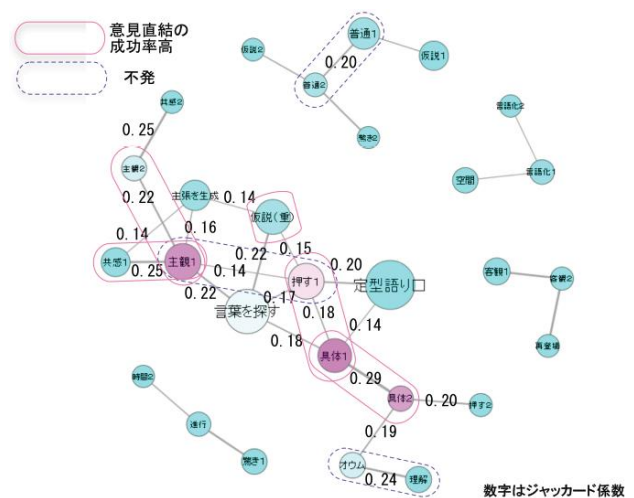 意見直結の
成功率高
不発
仮説2
普通1
仮説1
0.20
普通2
驚き2
共感2
0.25
主観2
0.22
主張を生成
0.14
仮説(重)
0.14
0.16
0.15
0.22
共感1
0.25
主観1
0.14
0.22
0.17
押す1
0.20
定型語り口
言葉を探す
0.18
0.18
0.14
具体1
0.29
具体2
0.20
押す2
0.19
オウム
0.24
理解
言語化2
言語化1
空間
客観1
客観2
再登場
時間2
進行
驚き1
数字はジャッカード係数